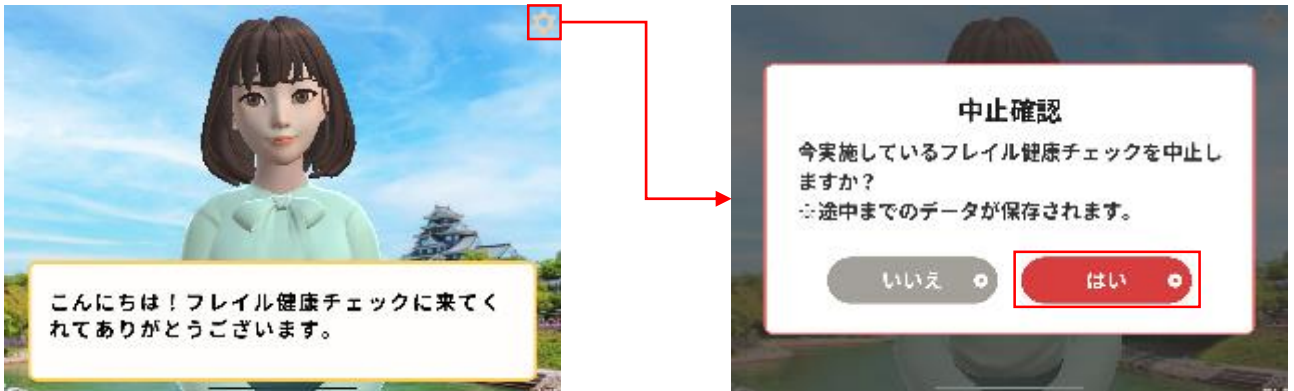 こんにちは！フレイル健康チェックに来てく
れてありがとうございます。
中止確認
今実施しているフレイル健康チェックを中止し
ますか？
※途中までのデータが保存されます。
いいえ
はい